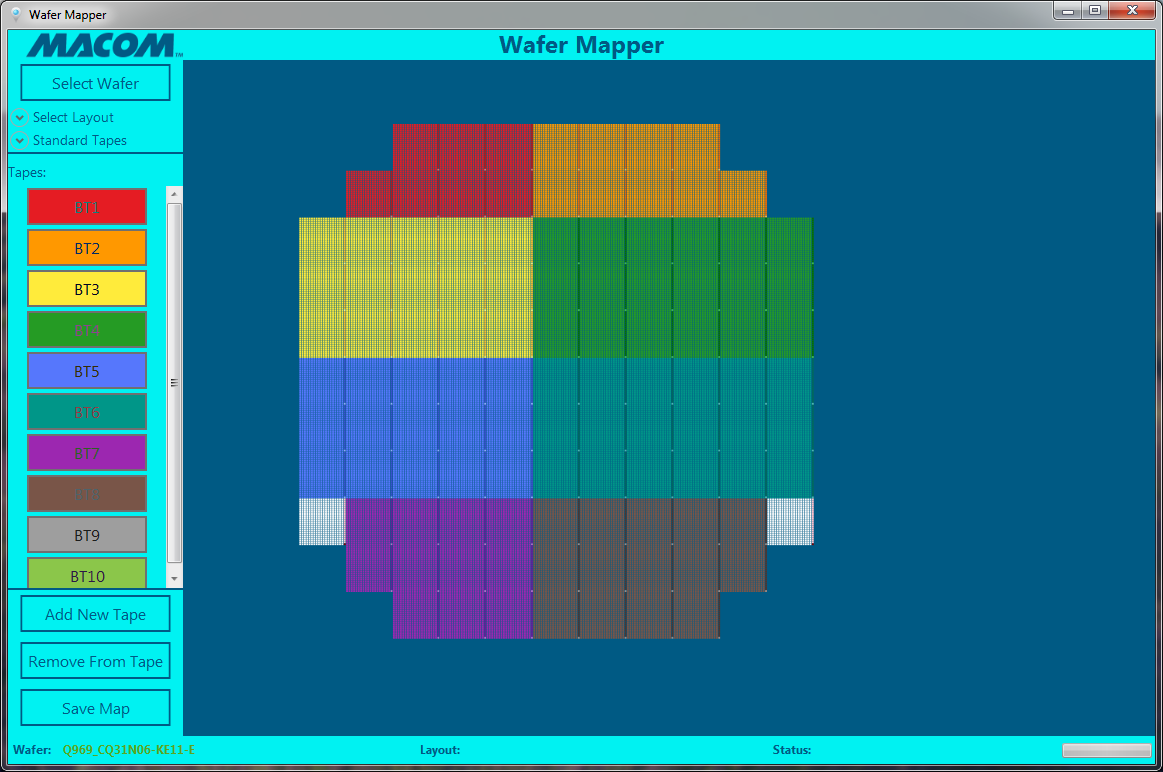 Wafer Mapper
MACOM™
Wafer Mapper
Select Wafer
Select Layout
Standard Tapes
Tapes:
BT1
BT2
BT3
BT4
BT5
BT6
BT7
BT8
BT9
BT10
Add New Tape
Remove From Tape
Save Map
Wafer: Q969_CQ31N06-KE11-E Layout: Status: